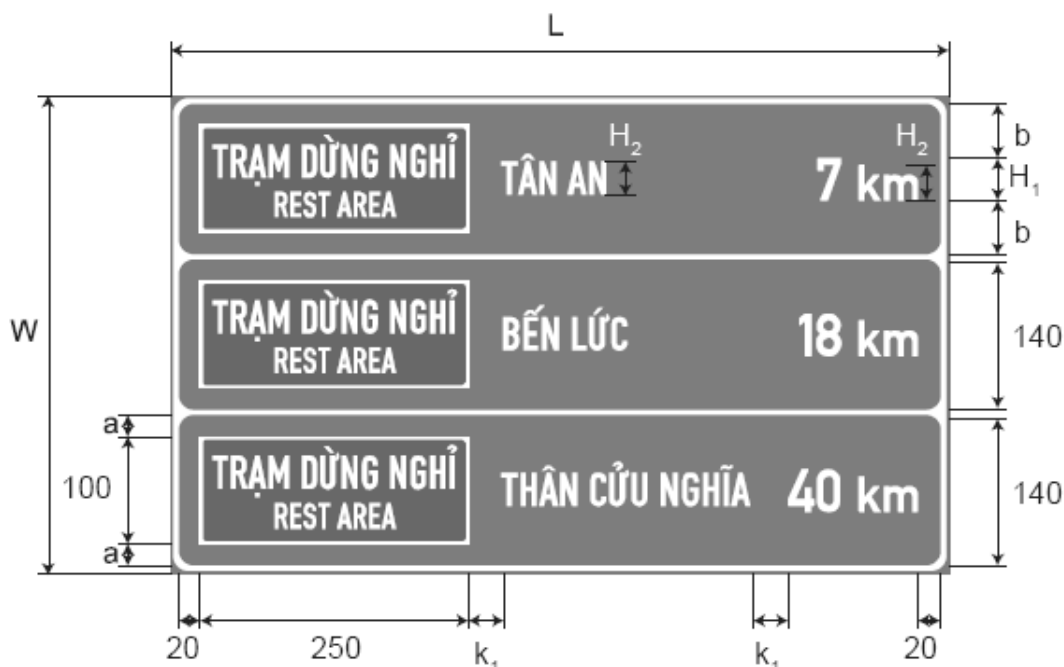 L
TRẠM DỪNG NGHỈ
REST AREA
TÂN AN
H₂
7 km
H₂
b
H₁
b
W
TRẠM DỪNG NGHỈ
REST AREA
BẾN LỨC
18 km
140
a
100
a
TRẠM DỪNG NGHỈ
REST AREA
THÂN CỬU NGHĨA
40 km
140
20
250
k₁
k₁
20